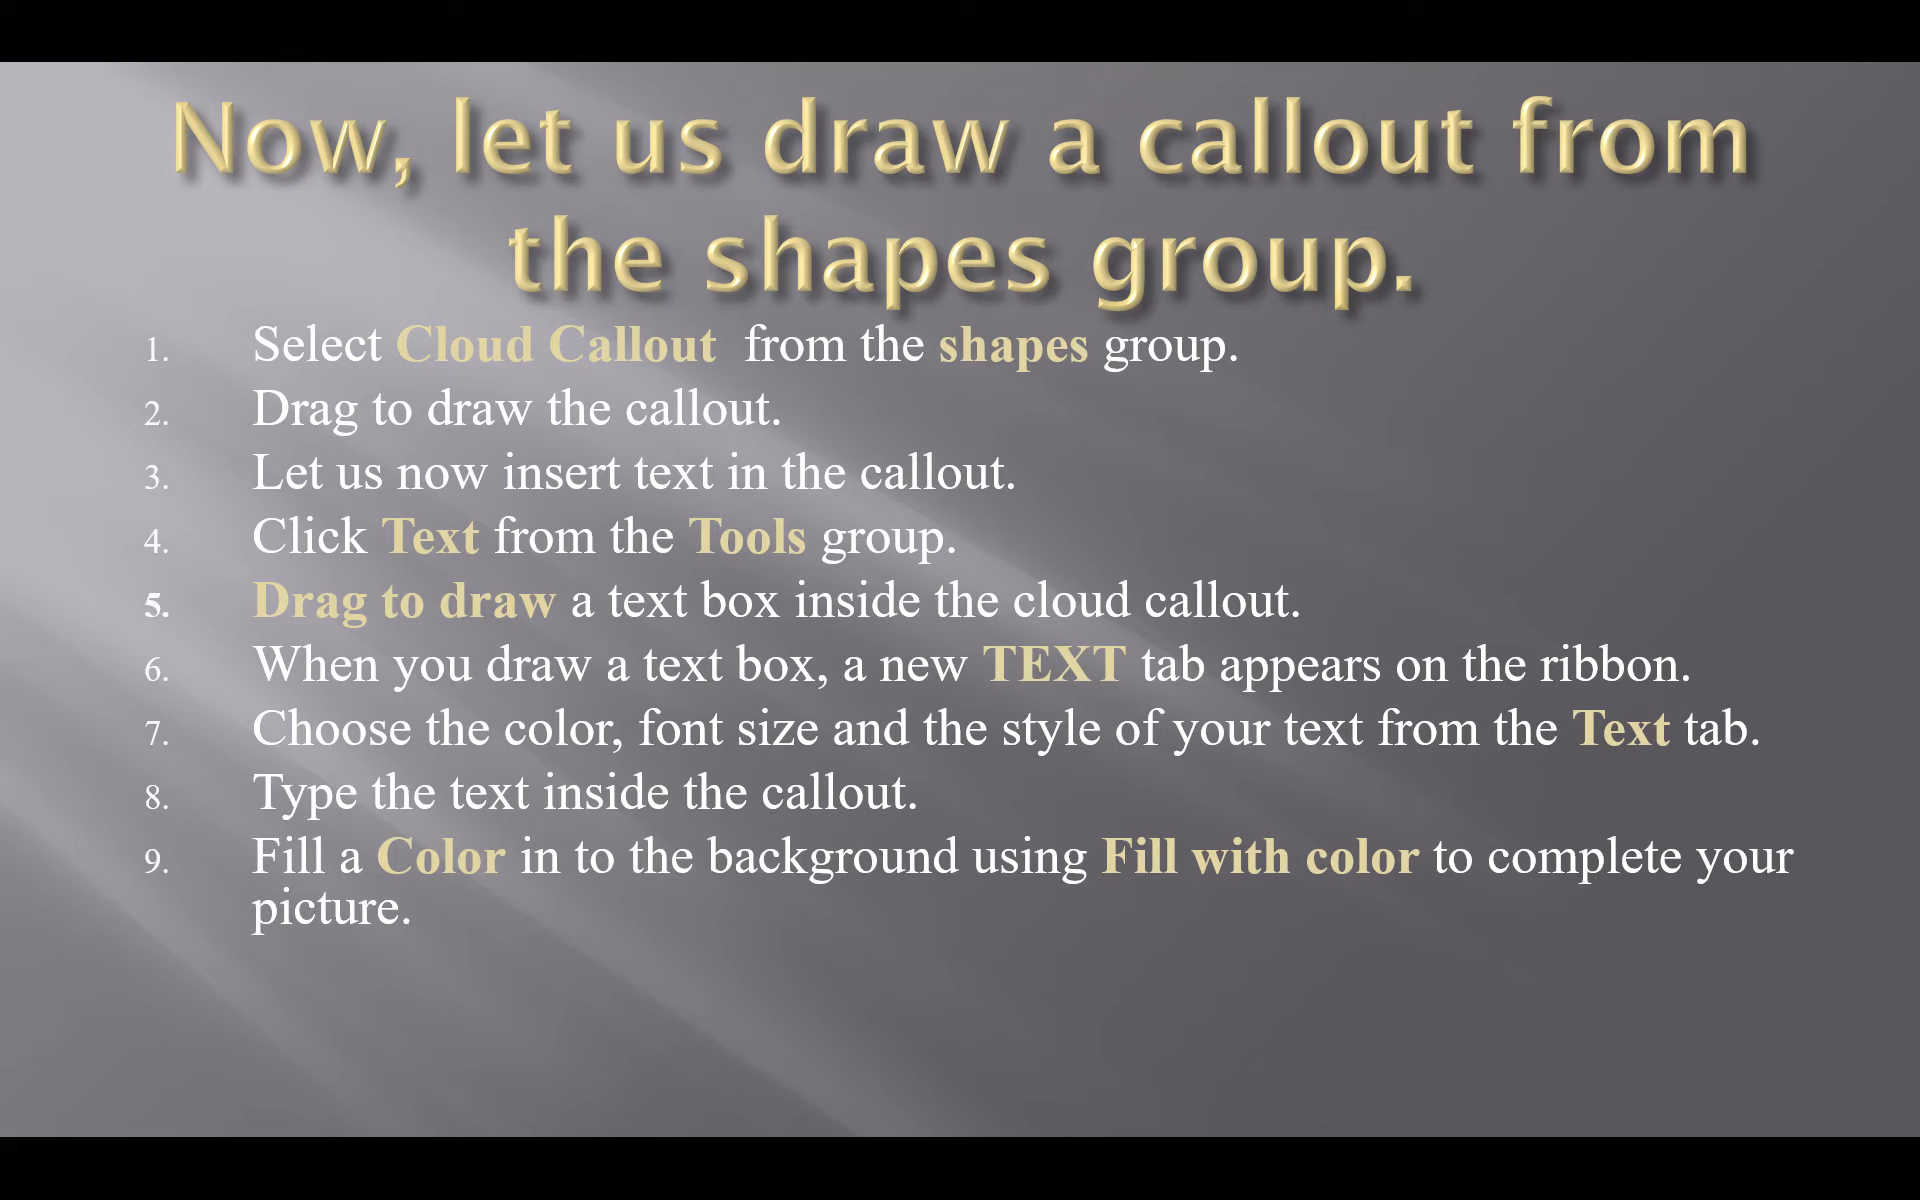 Now, let us draw a callout from
the shapes group.
1. Select Cloud Callout from the shapes group.
2. Drag to draw the callout.
3. Let us now insert text in the callout.
4. Click Text from the Tools group.
5. Drag to draw a text box inside the cloud callout.
6. When you draw a text box, a new TEXT tab appears on the ribbon.
7. Choose the color, font size and the style of your text from the Text tab.
8. Type the text inside the callout.
9. Fill a Color in to the background using Fill with color to complete your
picture.